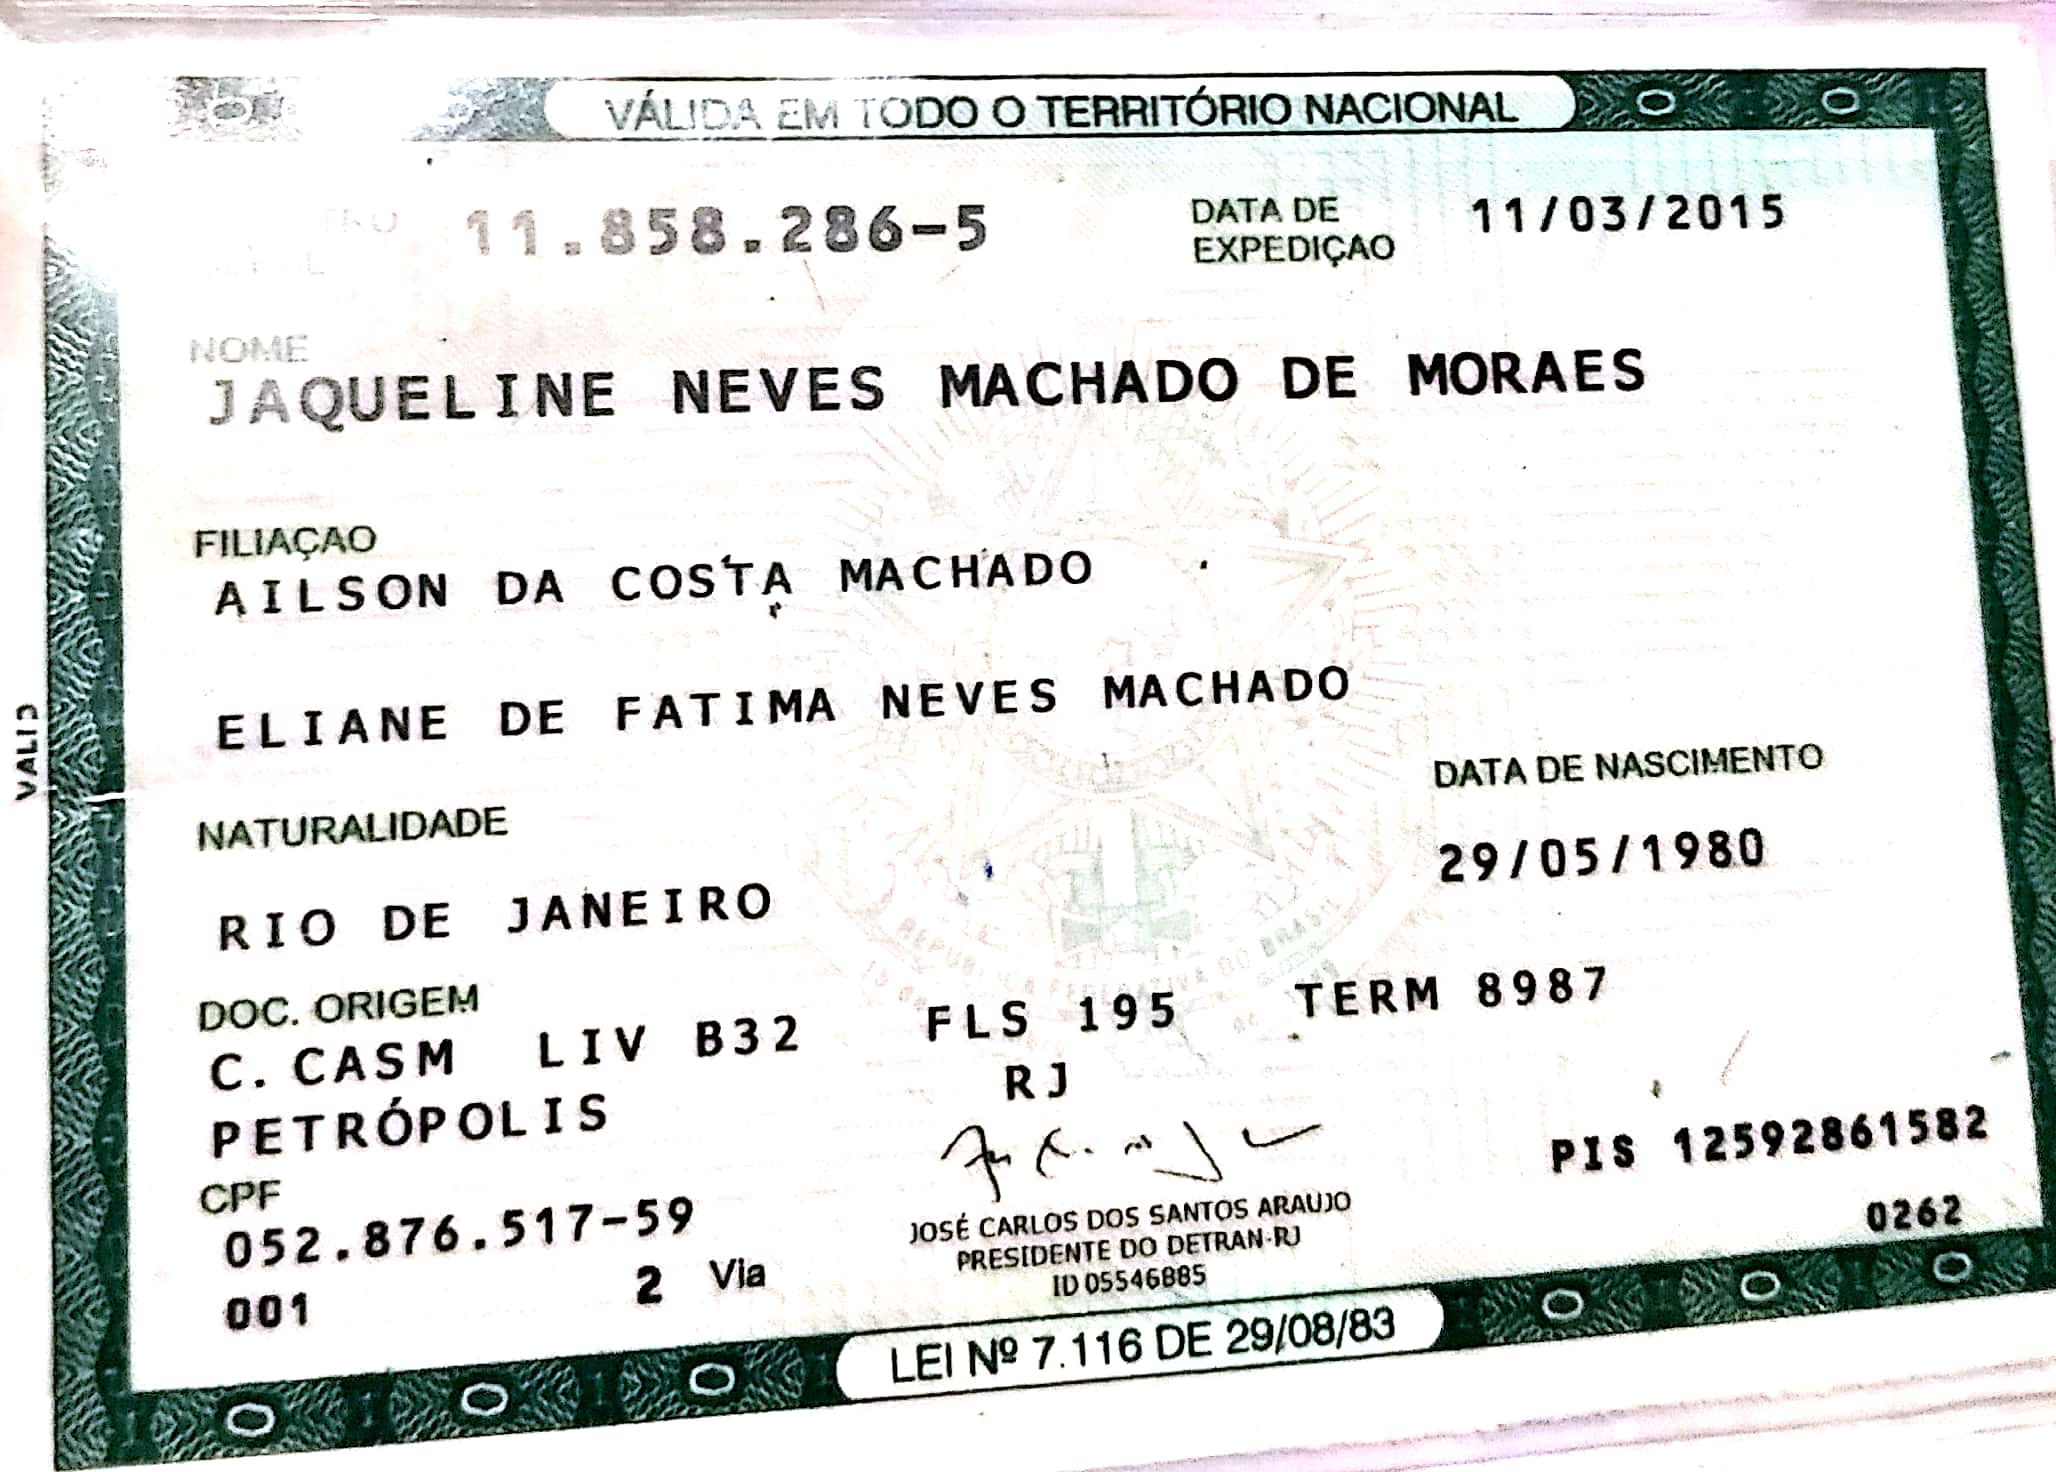 VÁLIDA EM TODO O TERRITÓRIO NACIONAL
11.858.286-5
DATA DE
EXPEDIÇAO
11/03/2015
NOME
JAQUELINE NEVES MACHADO DE MORAES
FILIAÇAO
AILSON DA COSTA MACHADO
ELIANE DE FATIMA NEVES MACHADO
NATURALIDADE
DATA DE NASCIMENTO
RIO DE JANEIRO
29/05/1980
DOC. ORIGEM
C. CASM LIV B32 FLS 195 TERM 8987
PETRÓPOLIS RJ
CPF
052.876.517-59
PIS 12592861582
001 2 Via
JOSÉ CARLOS DOS SANTOS ARAUJO
PRESIDENTE DO DETRAN-RJ
ID 05546885
0262
LEI Nº 7.116 DE 29/08/83